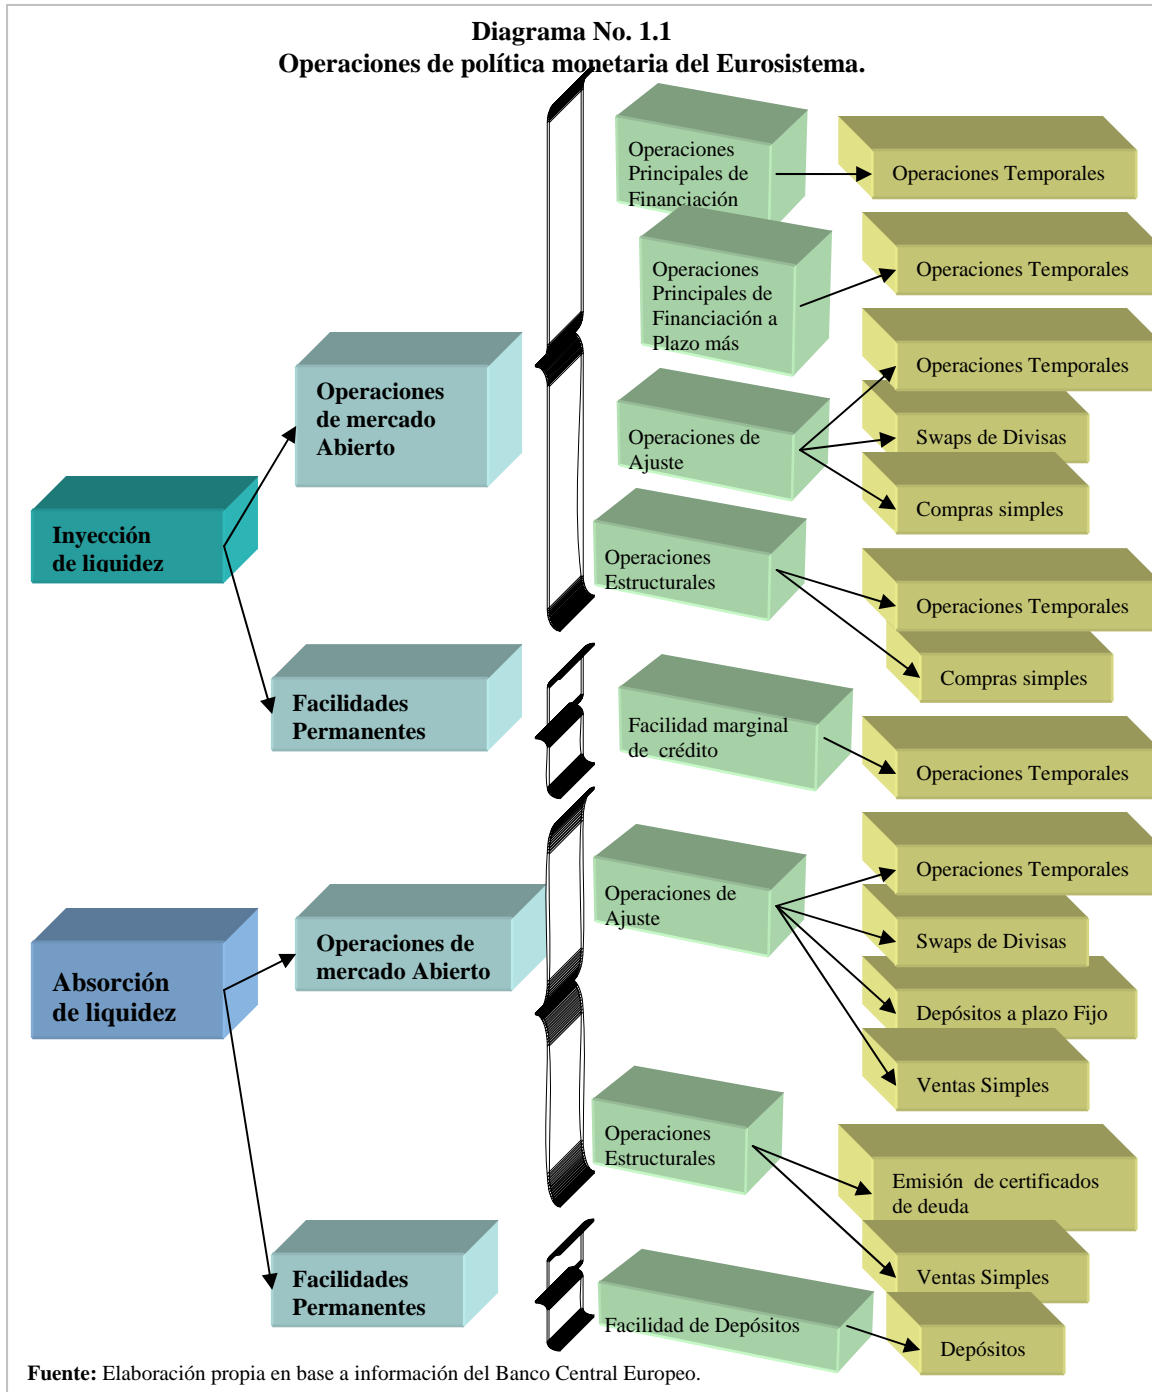 Diagrama No. 1.1
Operaciones de política monetaria del Eurosistema.
Inyección
de liquidez
Operaciones
de mercado
Abierto
Operaciones
Principales de
Financiación
Operaciones Temporales
Operaciones
Principales de
Financiación a
Plazo más
Operaciones Temporales
Operaciones de
Ajuste
Operaciones Temporales
Swaps de Divisas
Compras simples
Operaciones
Estructurales
Operaciones Temporales
Compras simples
Facilidades
Permanentes
Facilidad marginal
de crédito
Operaciones Temporales
Absorción
de liquidez
Operaciones de
mercado Abierto
Operaciones de
Ajuste
Operaciones Temporales
Swaps de Divisas
Depósitos a plazo Fijo
Ventas Simples
Operaciones
Estructurales
Emisión de certificados
de deuda
Ventas Simples
Facilidades
Permanentes
Facilidad de Depósitos
Depósitos
Fuente: Elaboración propia en base a información del Banco Central Europeo.